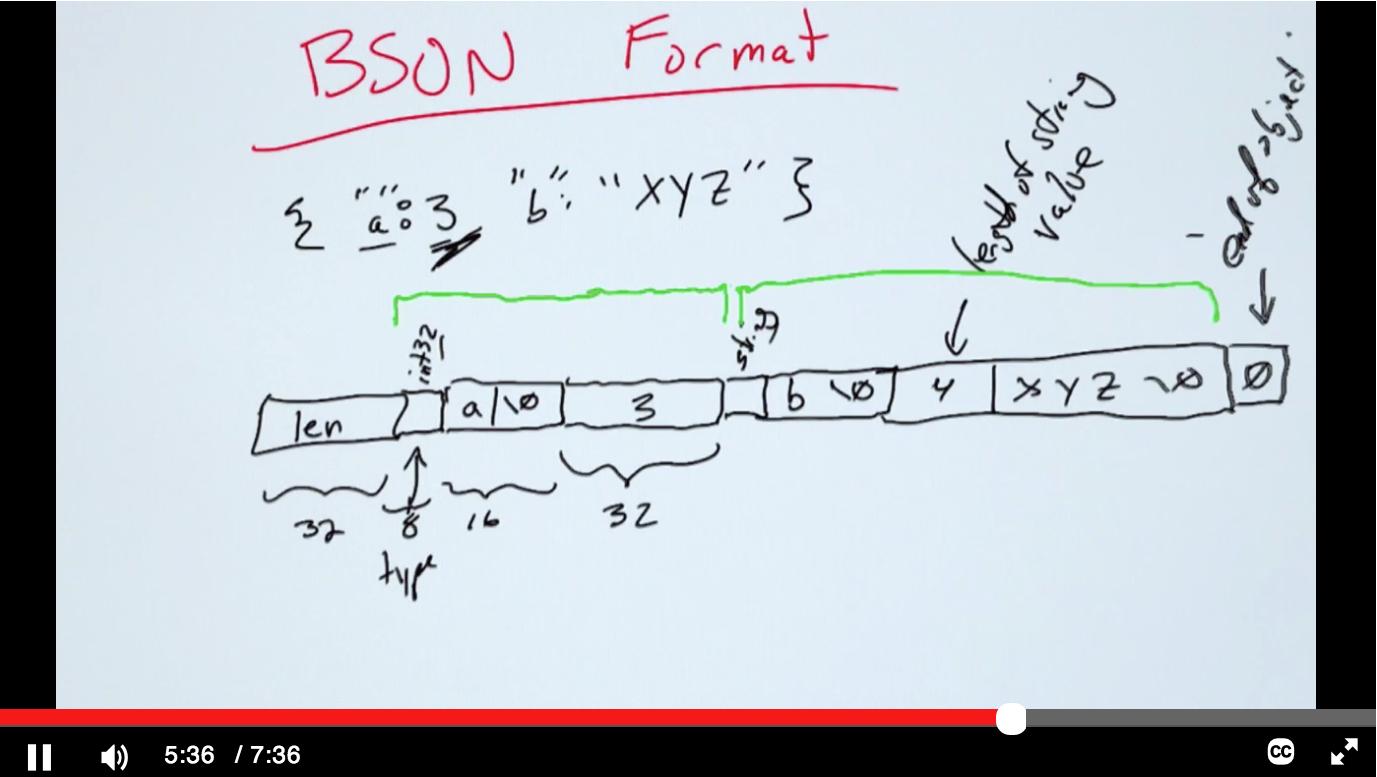 BSON Format
{ "a": 3 "b": "XYZ" }
length of string
value
end of object.
int32
string
len a \0 3 b \0 4 XYZ \0 0
32 8 16 32
type
5:36 / 7:36
CC